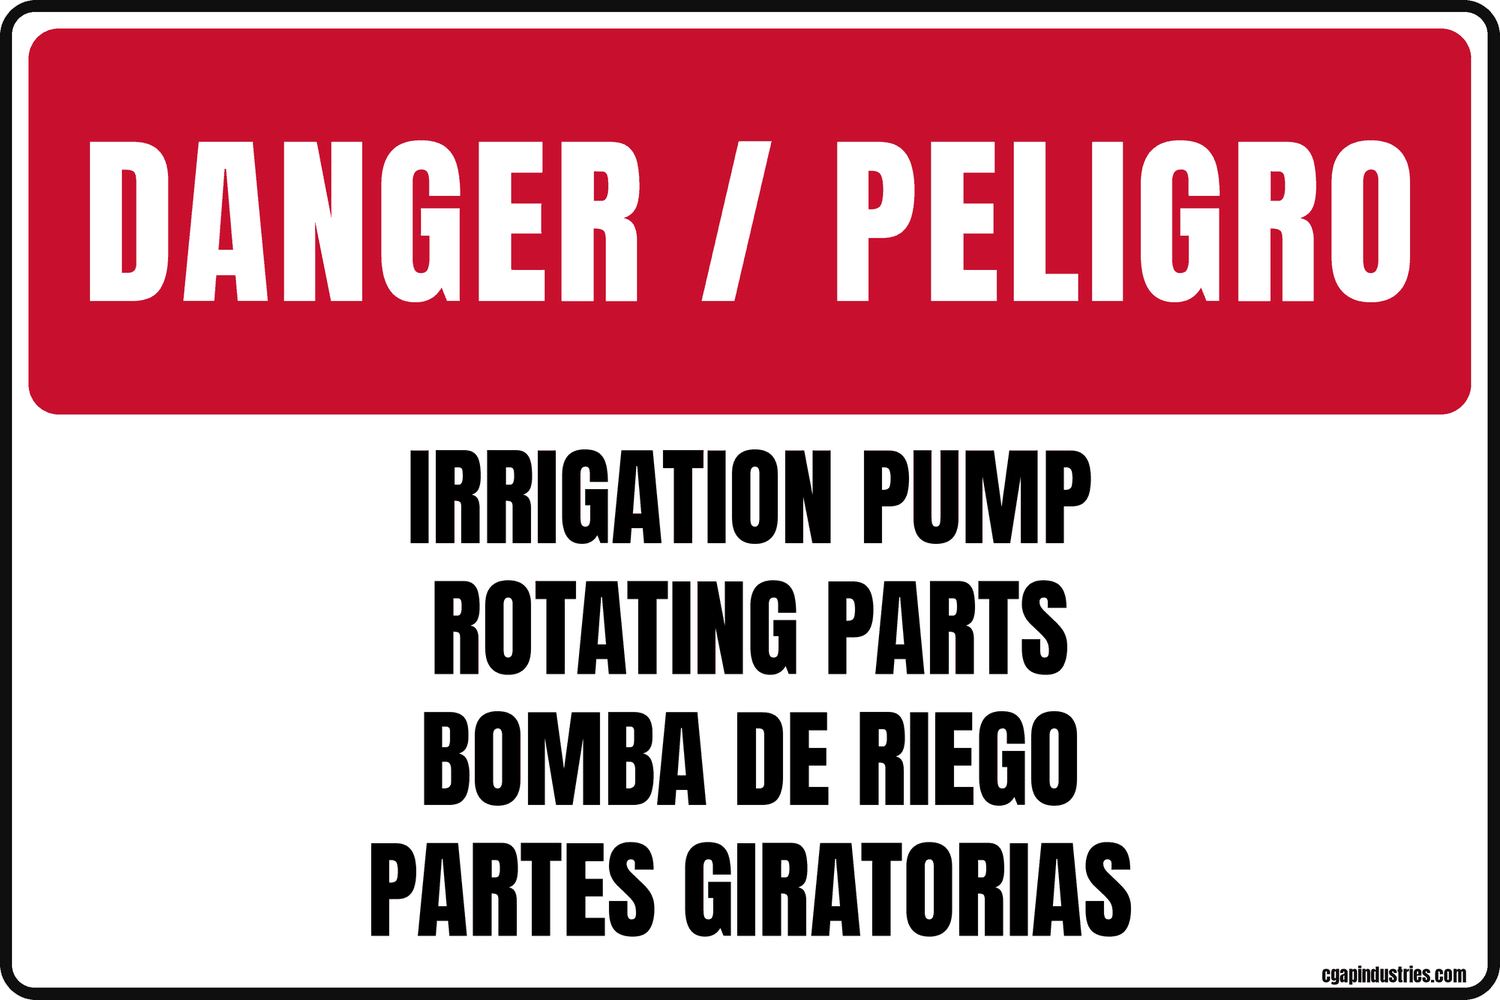 DANGER / PELIGRO
IRRIGATION PUMP
ROTATING PARTS
BOMBA DE RIEGO
PARTES GIRATORIAS
cgapindustries.com